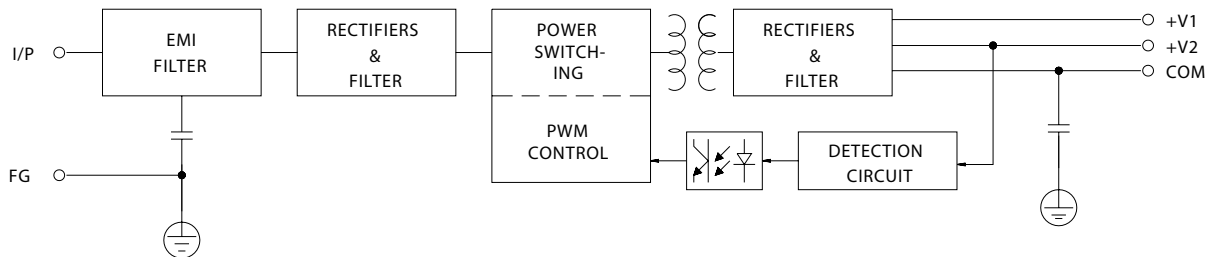 I/P
EMI
FILTER
RECTIFIERS
&
FILTER
POWER
SWITCH-
ING
PWM
CONTROL
RECTIFIERS
&
FILTER
+V1
+V2
COM
DETECTION
CIRCUIT
FG